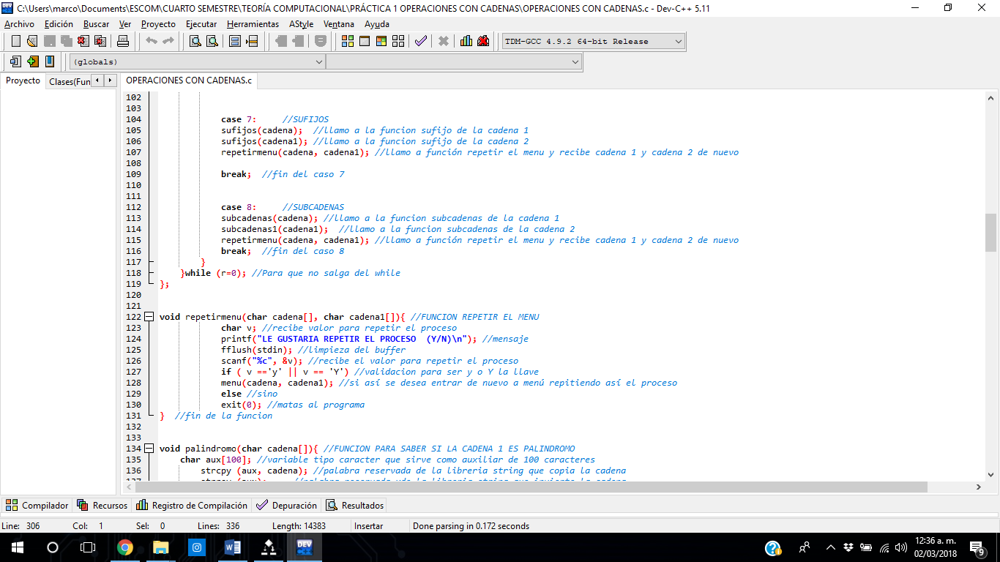 C:\Users\marco\Documents\ESCOM\CUARTO SEMESTRE\TEORÍA COMPUTACIONAL\PRÁCTICA 1 OPERACIONES CON CADENAS\OPERACIONES CON CADENAS.c - Dev-C++ 5.11
Archivo Edición Buscar Ver Proyecto Ejecutar Herramientas AStyle Ventana Ayuda
TDM-GCC 4.9.2 64-bit Release
(globals)
Proyecto Clases(Fun OPERACIONES CON CADENAS.c
102
103
104 case 7: //SUFIJOS
105 sufijos(cadena); //llamo a la funcion sufijo de la cadena 1
106 sufijos(cadena1); //llamo a la funcion sufijo de la cadena 2
107 repetirmenu(cadena, cadena1); //llamo a función repetir el menu y recibe cadena 1 y cadena 2 de nuevo
108
109 break; //fin del caso 7
110
111
112 case 8: //SUBCADENAS
113 subcadenas(cadena); //llamo a la funcion subcadenas de la cadena 1
114 subcadenas1(cadena1); //llamo a la funcion subcadenas de la cadena 2
115 repetirmenu(cadena, cadena1); //llamo a función repetir el menu y recibe cadena 1 y cadena 2 de nuevo
116 break; //fin del caso 8
117 }
118 }while (r=0); //Para que no salga del while
119 };
120
121
122 void repetirmenu(char cadena[], char cadena1[]){ //FUNCION REPETIR EL MENU
123 char v; //recibe valor para repetir el proceso
124 printf("LE GUSTARIA REPETIR EL PROCESO (Y/N)\n"); //mensaje
125 fflush(stdin); //limpieza del buffer
126 scanf("%c", &v); //recibe el valor para repetir el proceso
127 if ( v =='y' || v == 'Y') //validacion para ser y o Y la llave
128 menu(cadena, cadena1); //si así se desea entrar de nuevo a menú repitiendo así el proceso
129 else //sino
130 exit(0); //matas al programa
131 } //fin de la funcion
132
133
134 void palindromo(char cadena[]){ //FUNCION PARA SABER SI LA CADENA 1 ES PALINDROMO
135 char aux[100]; //variable tipo caracter que sirve como auxiliar de 100 caracteres
136 strcpy (aux, cadena); //palabra reservada de la libreria string que copia la cadena
Compilador Recursos Registro de Compilación Depuración Resultados
Line: 306 Col: 1 Sel: 0 Lines: 336 Length: 14383 Insertar Done parsing in 0.172 seconds
12:36 a. m.
02/03/2018
9